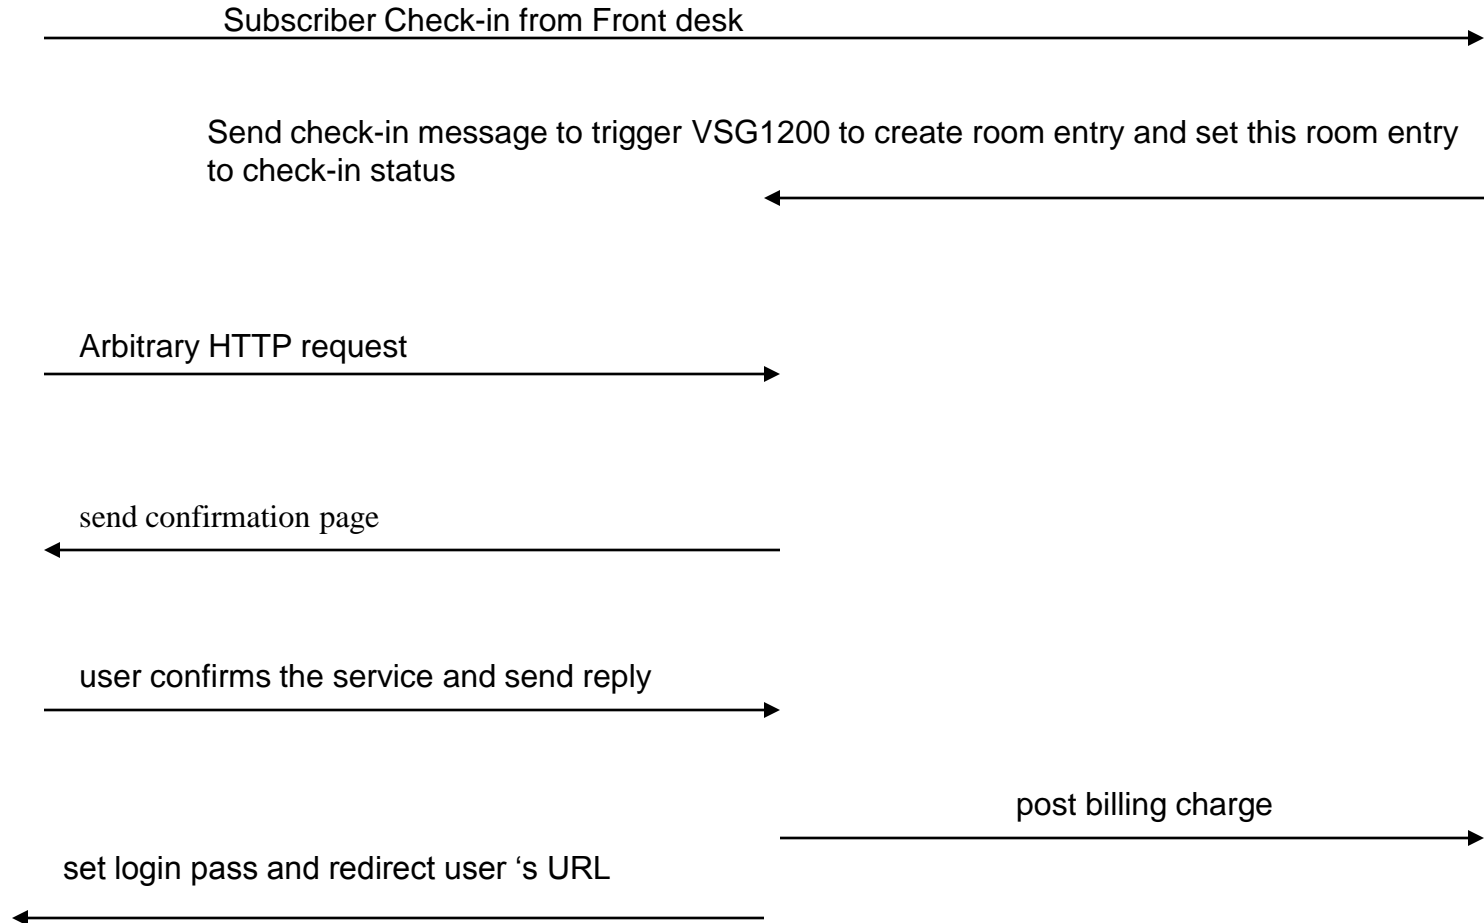 Subscriber Check-in from Front desk
Send check-in message to trigger VSG1200 to create room entry and set this room entry
to check-in status
Arbitrary HTTP request
send confirmation page
user confirms the service and send reply
post billing charge
set login pass and redirect user ‘s URL